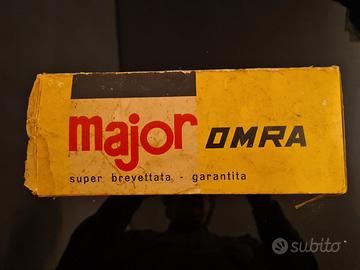 major OMRA
super brevettata - garantita
subito